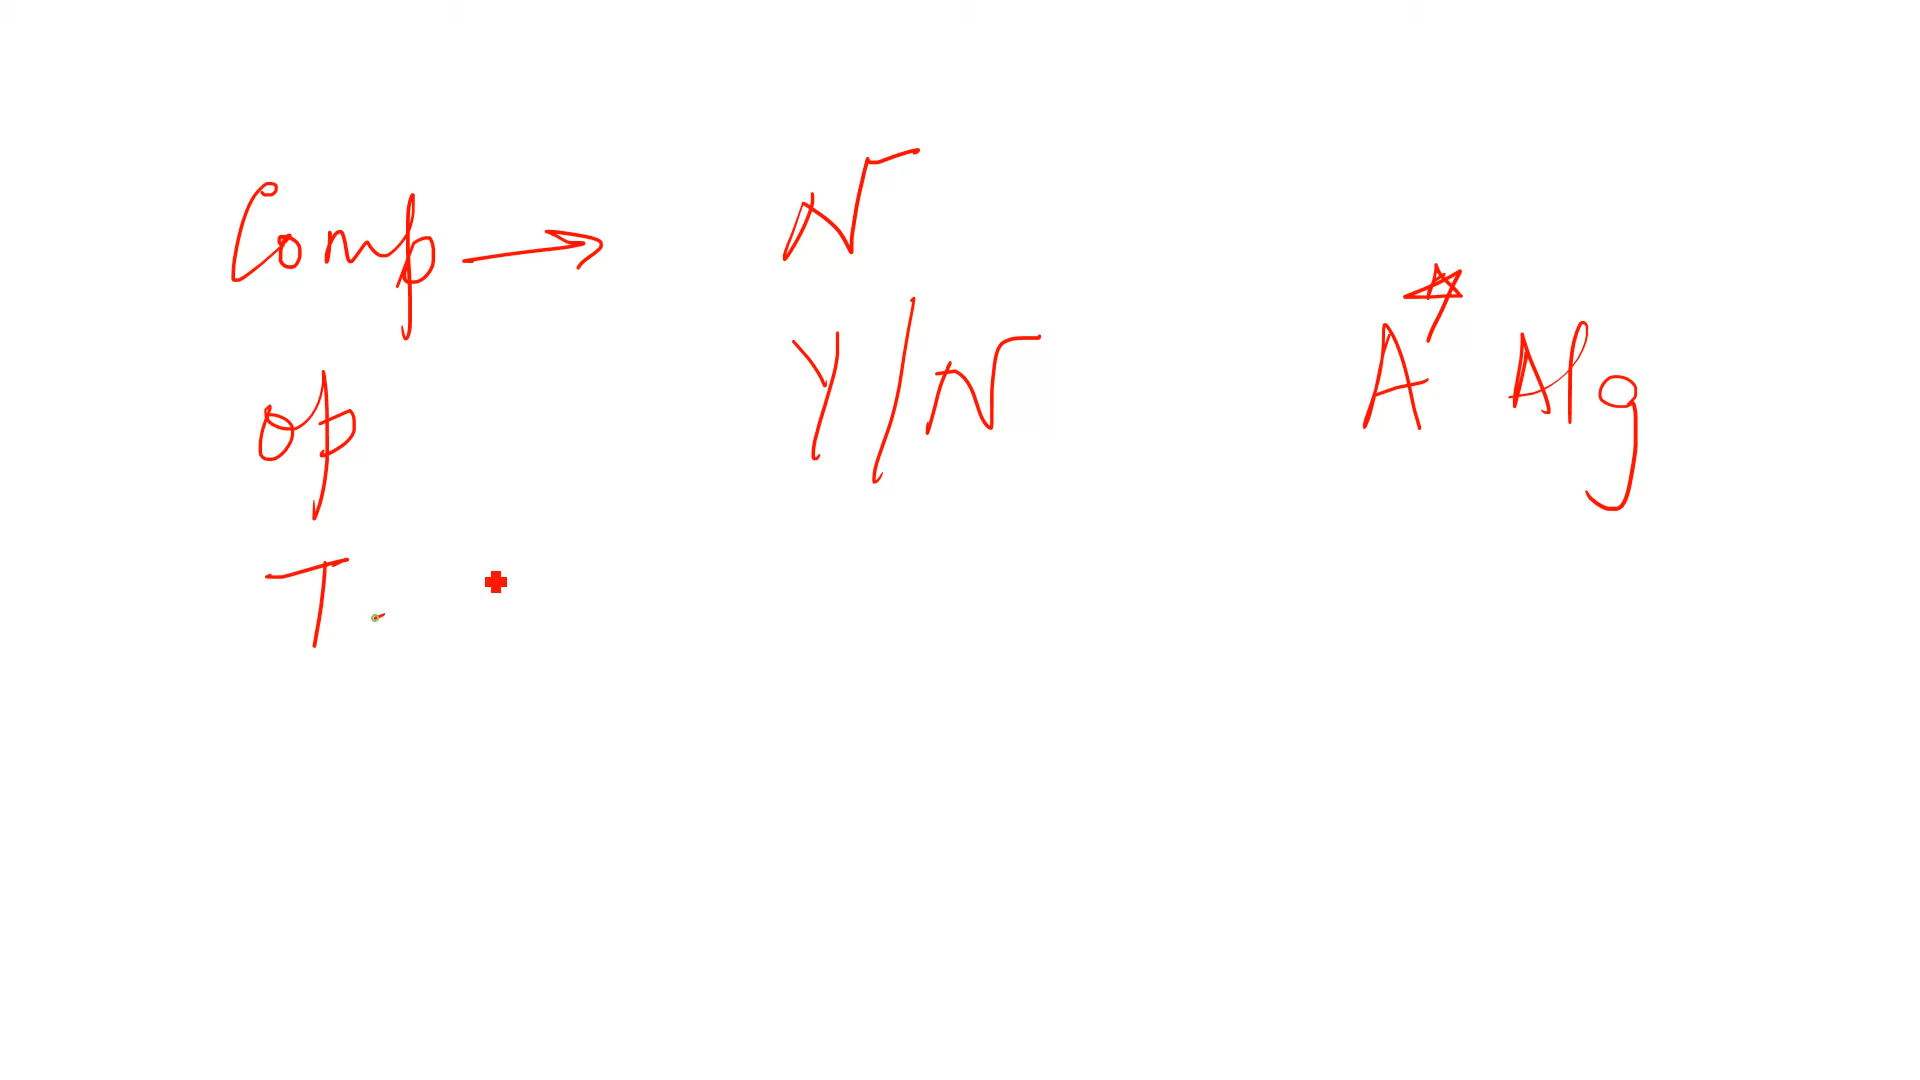 Comp → N
op Y/N
A* Alg
T